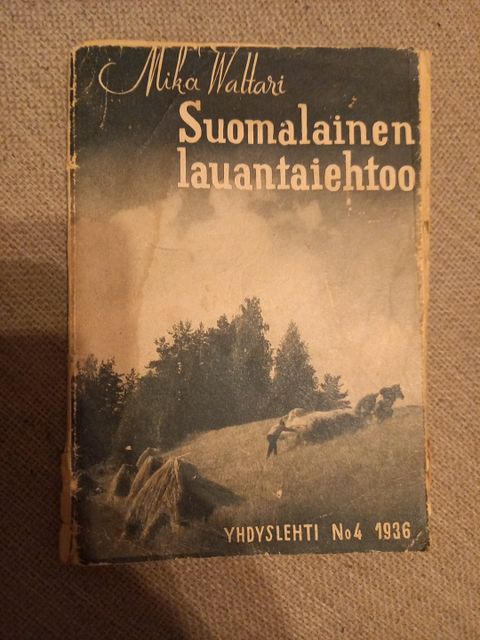 Mika Waltari
Suomalainen
lauantaiehtoo
YHDYSLEHTI No 4 1936